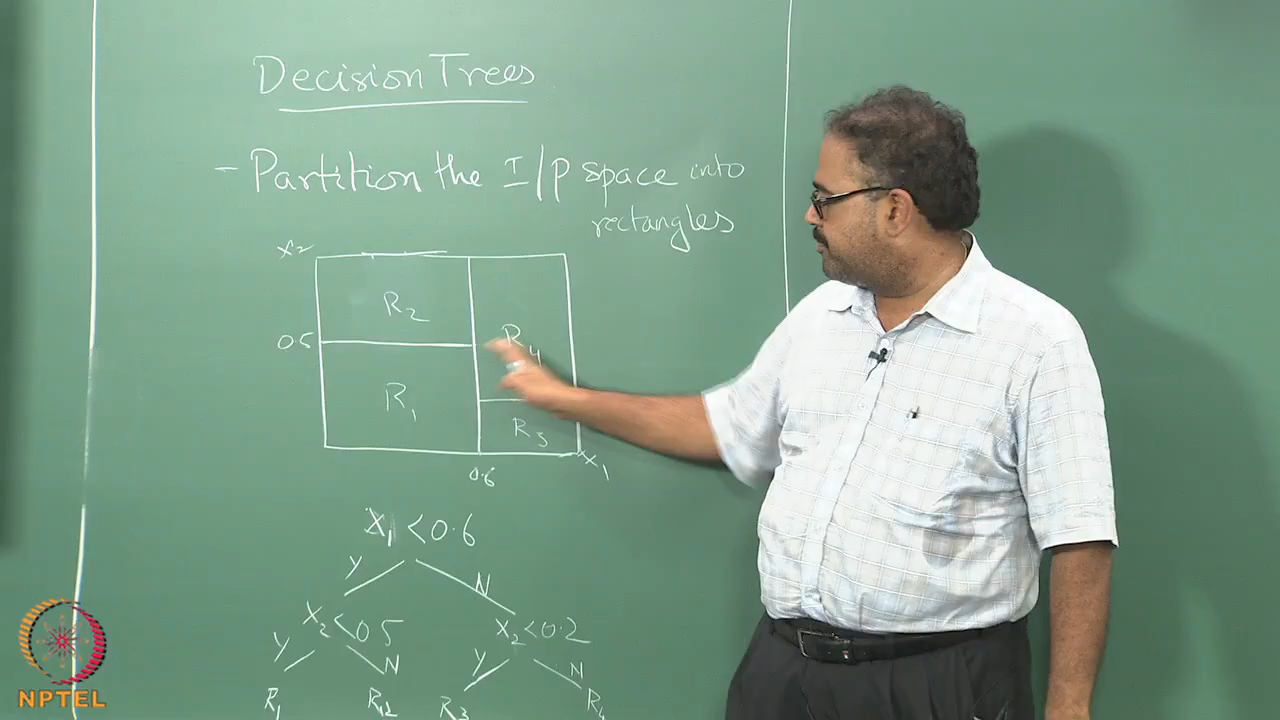 Decision Trees
- Partition the I/P space into
rectangles
x2
R2
0.5
R4
R1
R3
0.6
x1
X1 < 0.6
Y N
X2 < 0.5 X2 < 0.2
Y N Y N
R1 R2 R3 R4
NPTEL